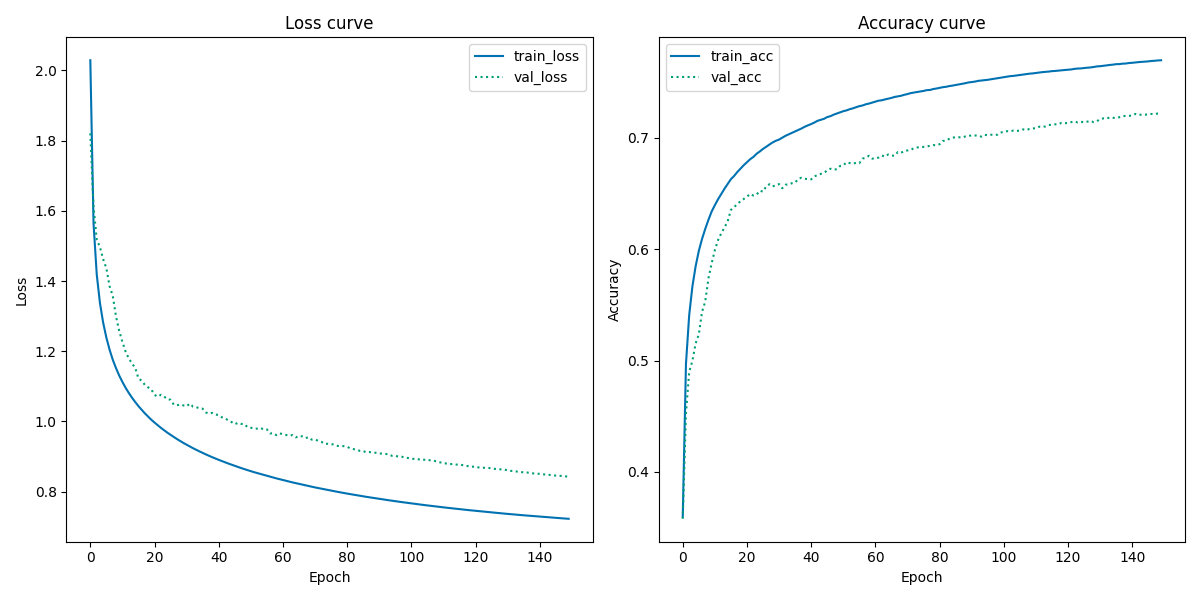 Loss curve
train_loss
val_loss
2.0
1.8
1.6
1.4
1.2
1.0
0.8
Loss
0 20 40 60 80 100 120 140
Epoch
Accuracy curve
train_acc
val_acc
0.7
0.6
0.5
0.4
Accuracy
0 20 40 60 80 100 120 140
Epoch